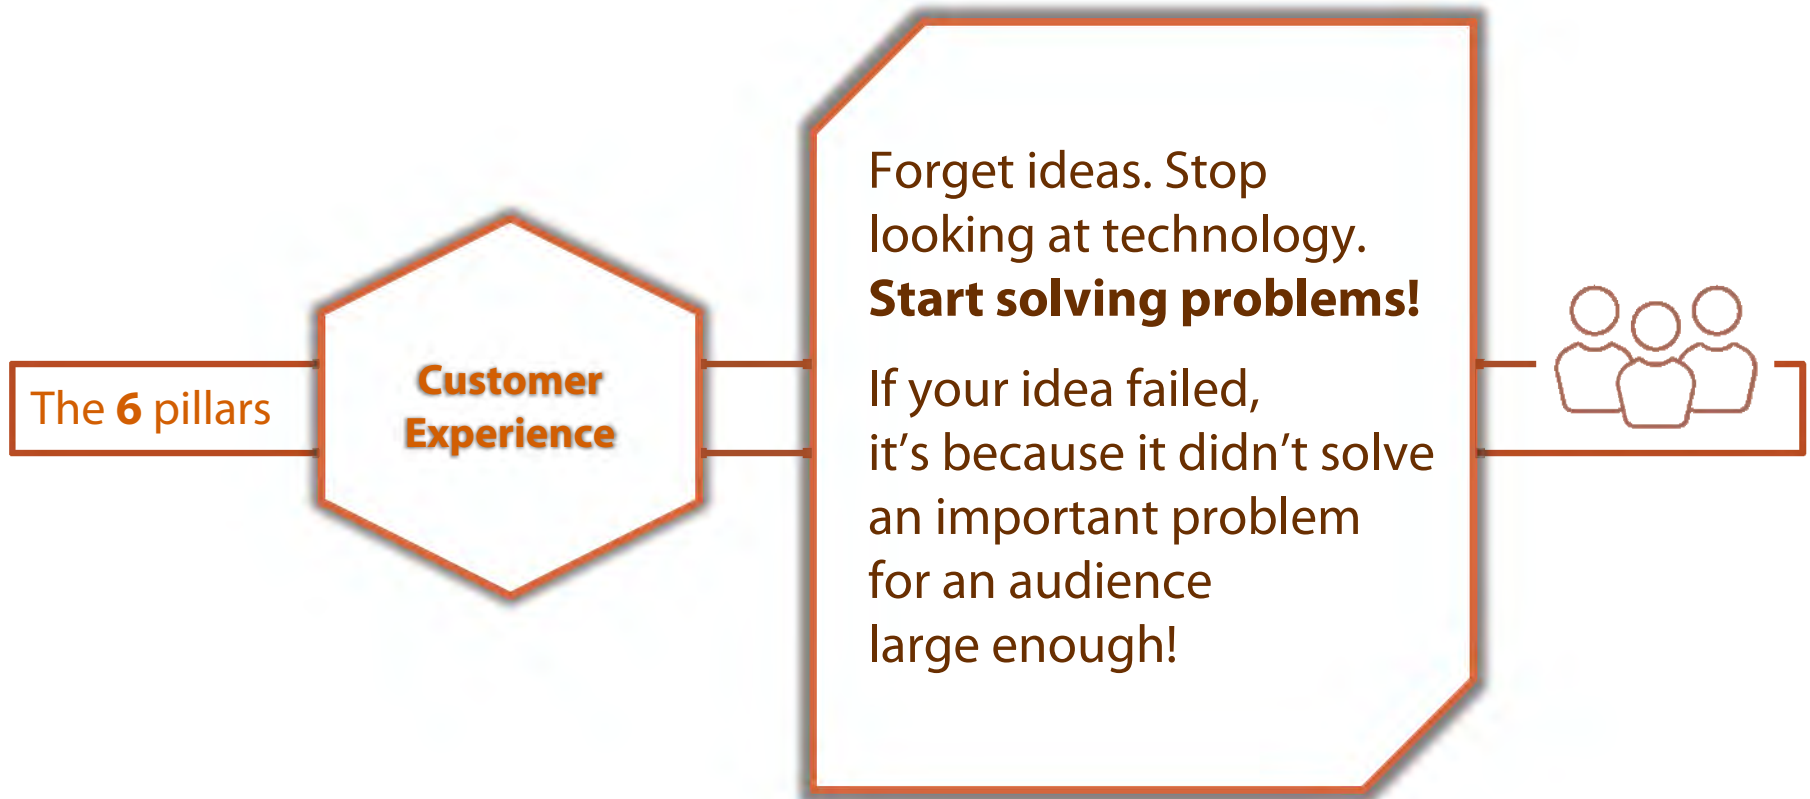 The 6 pillars
Customer
Experience
Forget ideas. Stop
looking at technology.
Start solving problems!
If your idea failed,
it’s because it didn’t solve
an important problem
for an audience
large enough!